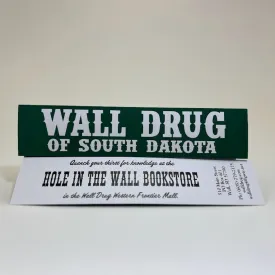 WALL DRUG
OF SOUTH DAKOTA
Quench your thirst for knowledge at the
HOLE IN THE WALL BOOKSTORE
in the Wall Drug Western Frontier Mall.